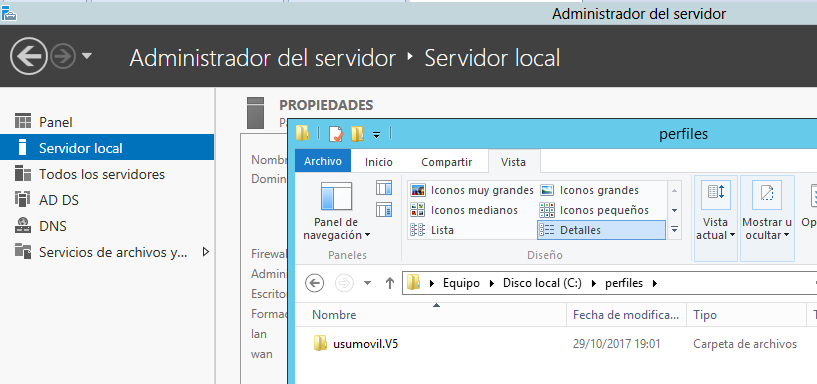 Administrador del servidor
Administrador del servidor • Servidor local
Panel
Servidor local
Todos los servidores
AD DS
DNS
Servicios de archivos y...
PROPIEDADES
Nombr
Domin
Firewal
Admini
Escrito
Formac
lan
wan
perfiles
Archivo Inicio Compartir Vista
Panel de navegación
Paneles
Iconos muy grandes Iconos grandes
Iconos medianos Iconos pequeños
Lista Detalles
Diseño
Vista actual
Mostrar u ocultar
Equipo Disco local (C:) perfiles
Nombre Fecha de modifica... Tipo
usumovil.V5 29/10/2017 19:01 Carpeta de archivos